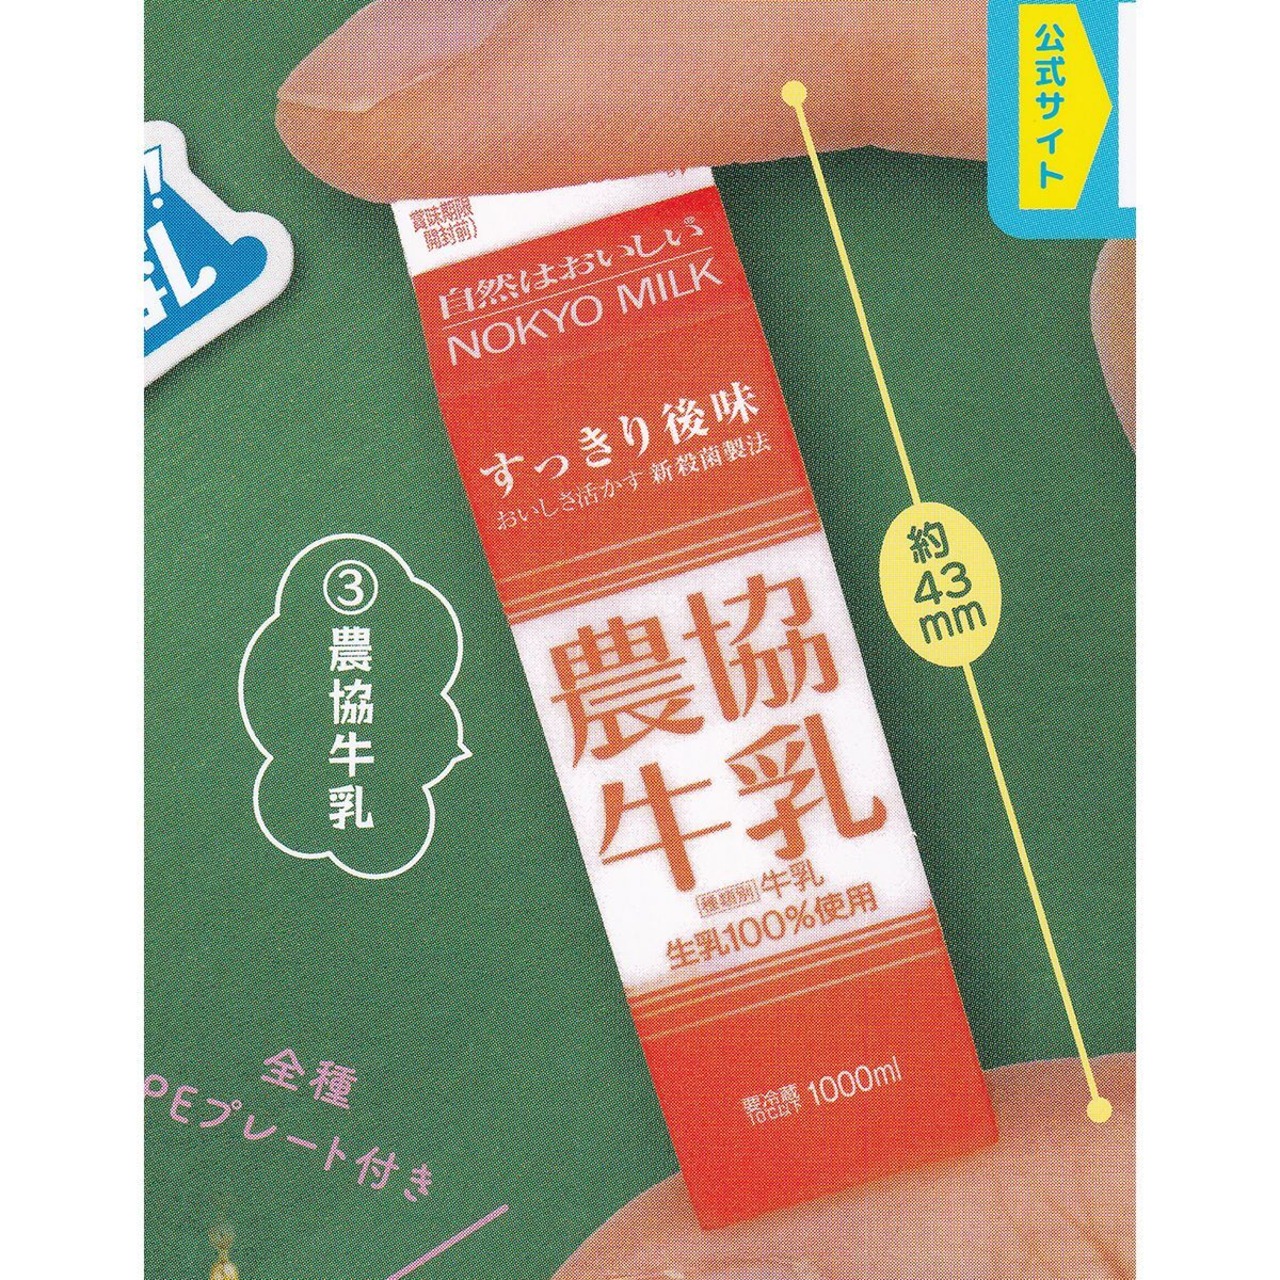 公式サイト
賞味期限
開封前)
自然はおいしい®
NOKYO MILK
すっきり後味
おいしさ活かす新殺菌製法
農協
牛乳
種類別 牛乳
生乳100%使用
要冷蔵
10℃以下
1000ml
約
43
mm
③農協牛乳
全種
PEプレート付き
乳